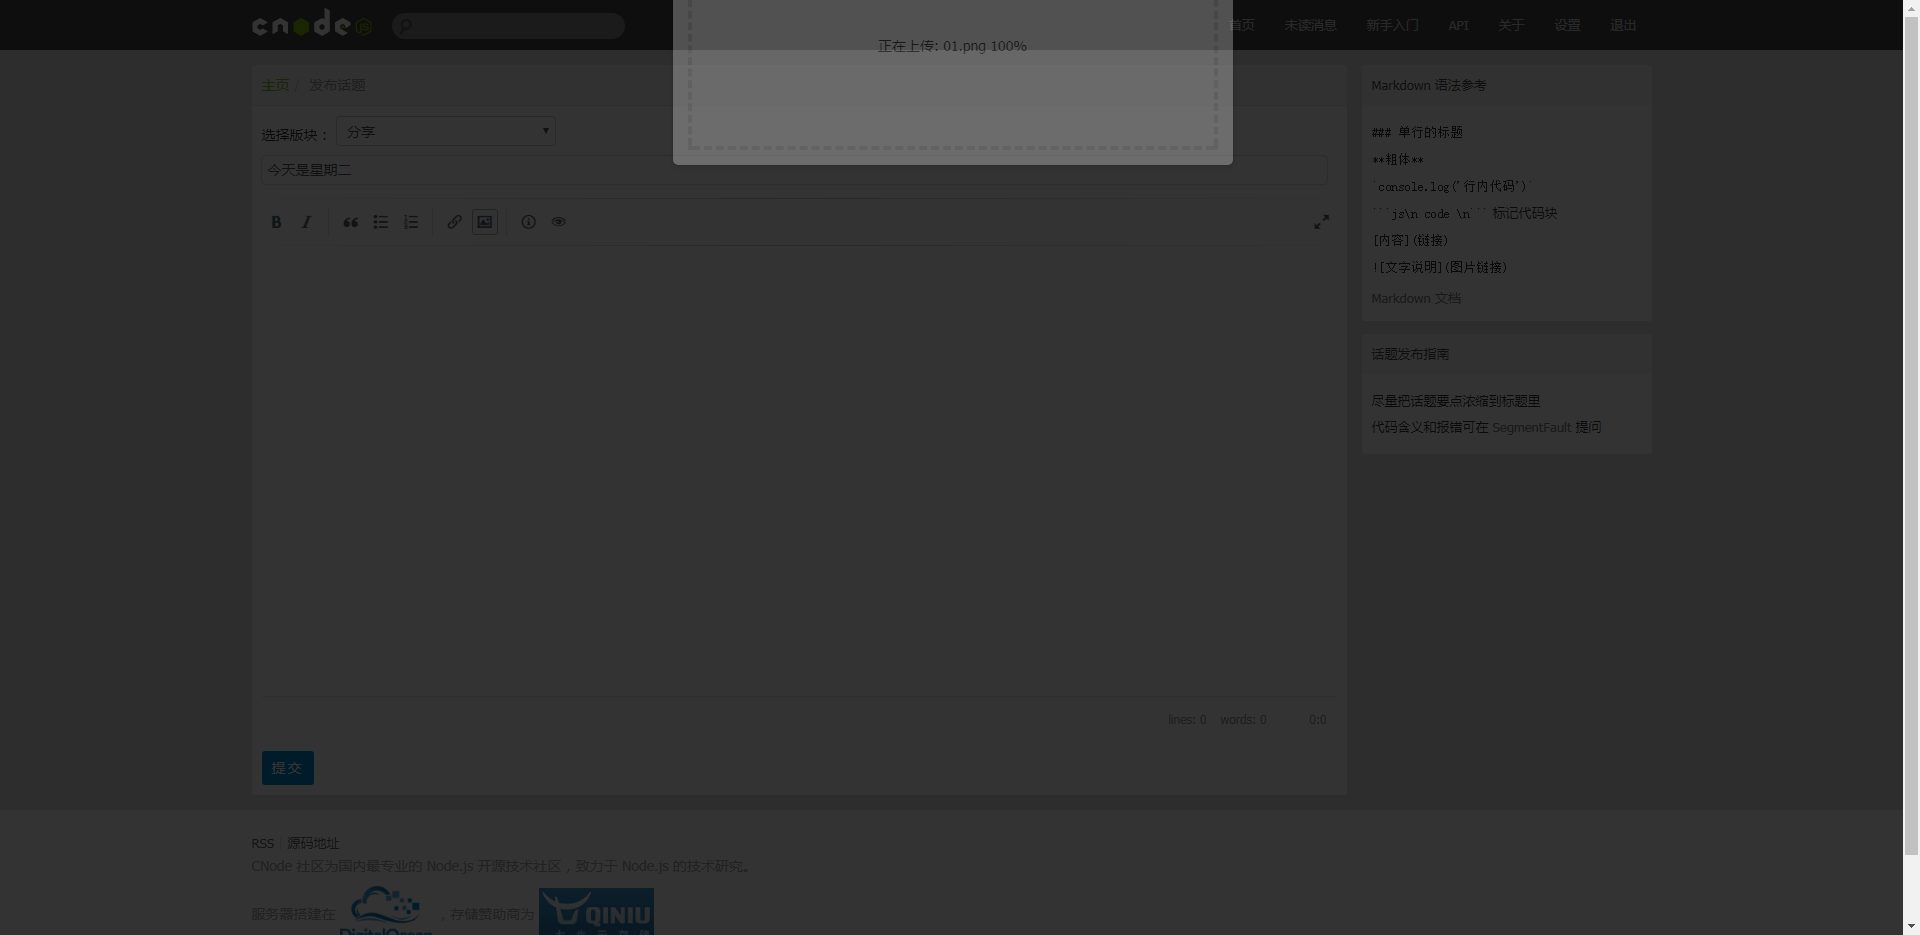 cnode JS
首页 未读消息 新手入门 API 关于 设置 退出
正在上传: 01.png 100%
主页 / 发布话题
选择版块： 分享
今天是星期二
B I
lines: 0 words: 0 0:0
提交
Markdown 语法参考
### 单行的标题
**粗体**
`console.log('行内代码')`
```js\n code \n``` 标记代码块
[内容](链接)
![文字说明](图片链接)
Markdown 文档
话题发布指南
尽量把话题要点浓缩到标题里
代码含义和报错可在 SegmentFault 提问
RSS | 源码地址
CNode 社区为国内最专业的 Node.js 开源技术社区，致力于 Node.js 的技术研究。
服务器搭建在 DigitalOcean ，存储赞助商为 QINIU